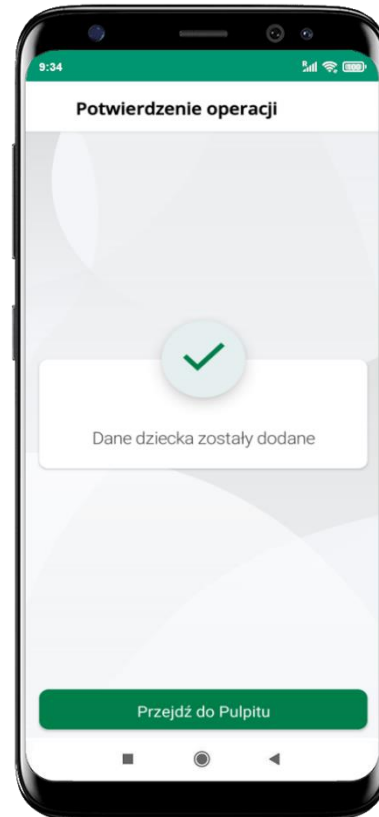 9:34
Potwierdzenie operacji
Dane dziecka zostały dodane
Przejdź do Pulpitu